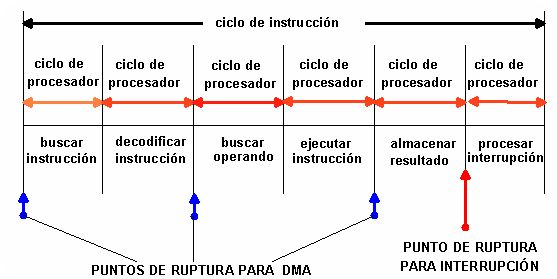 ciclo de instrucción
ciclo de procesador
ciclo de procesador
ciclo de procesador
ciclo de procesador
ciclo de procesador
ciclo de procesador
buscar instrucción
decodificar instrucción
buscar operando
ejecutar instrucción
almacenar resultado
procesar interrupción
PUNTOS DE RUPTURA PARA DMA
PUNTO DE RUPTURA
PARA INTERRUPCIÓN